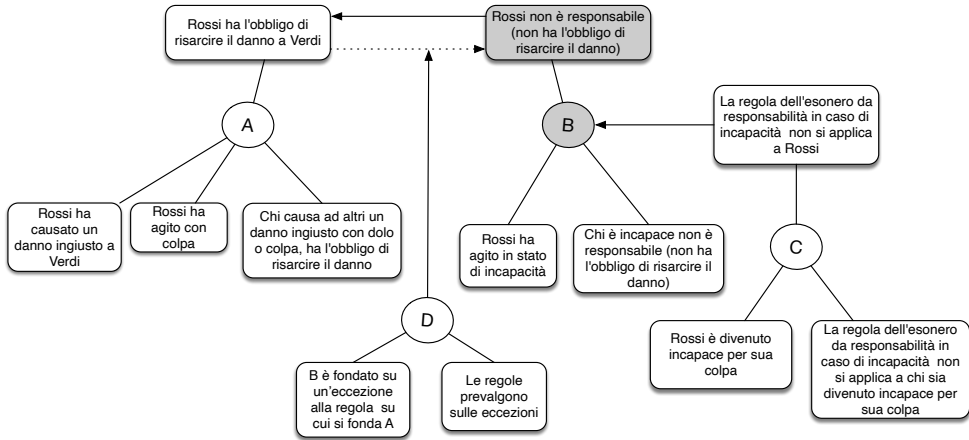 Rossi ha l'obbligo di
risarcire il danno a Verdi
Rossi non è responsabile
(non ha l'obbligo di
risarcire il danno)
A
B
La regola dell'esonero da
responsabilità in caso di
incapacità non si applica
a Rossi
Rossi ha
causato un
danno ingiusto a
Verdi
Rossi ha
agito con
colpa
Chi causa ad altri un
danno ingiusto con dolo
o colpa, ha l'obbligo di
risarcire il danno
Rossi ha
agito in stato
di incapacità
Chi è incapace non è
responsabile (non ha
l'obbligo di risarcire il
danno)
C
D
B è fondato su
un'eccezione
alla regola su
cui si fonda A
Le regole
prevalgono
sulle eccezioni
Rossi è divenuto
incapace per sua
colpa
La regola dell'esonero
da responsabilità in
caso di incapacità non
si applica a chi sia
divenuto incapace per
sua colpa